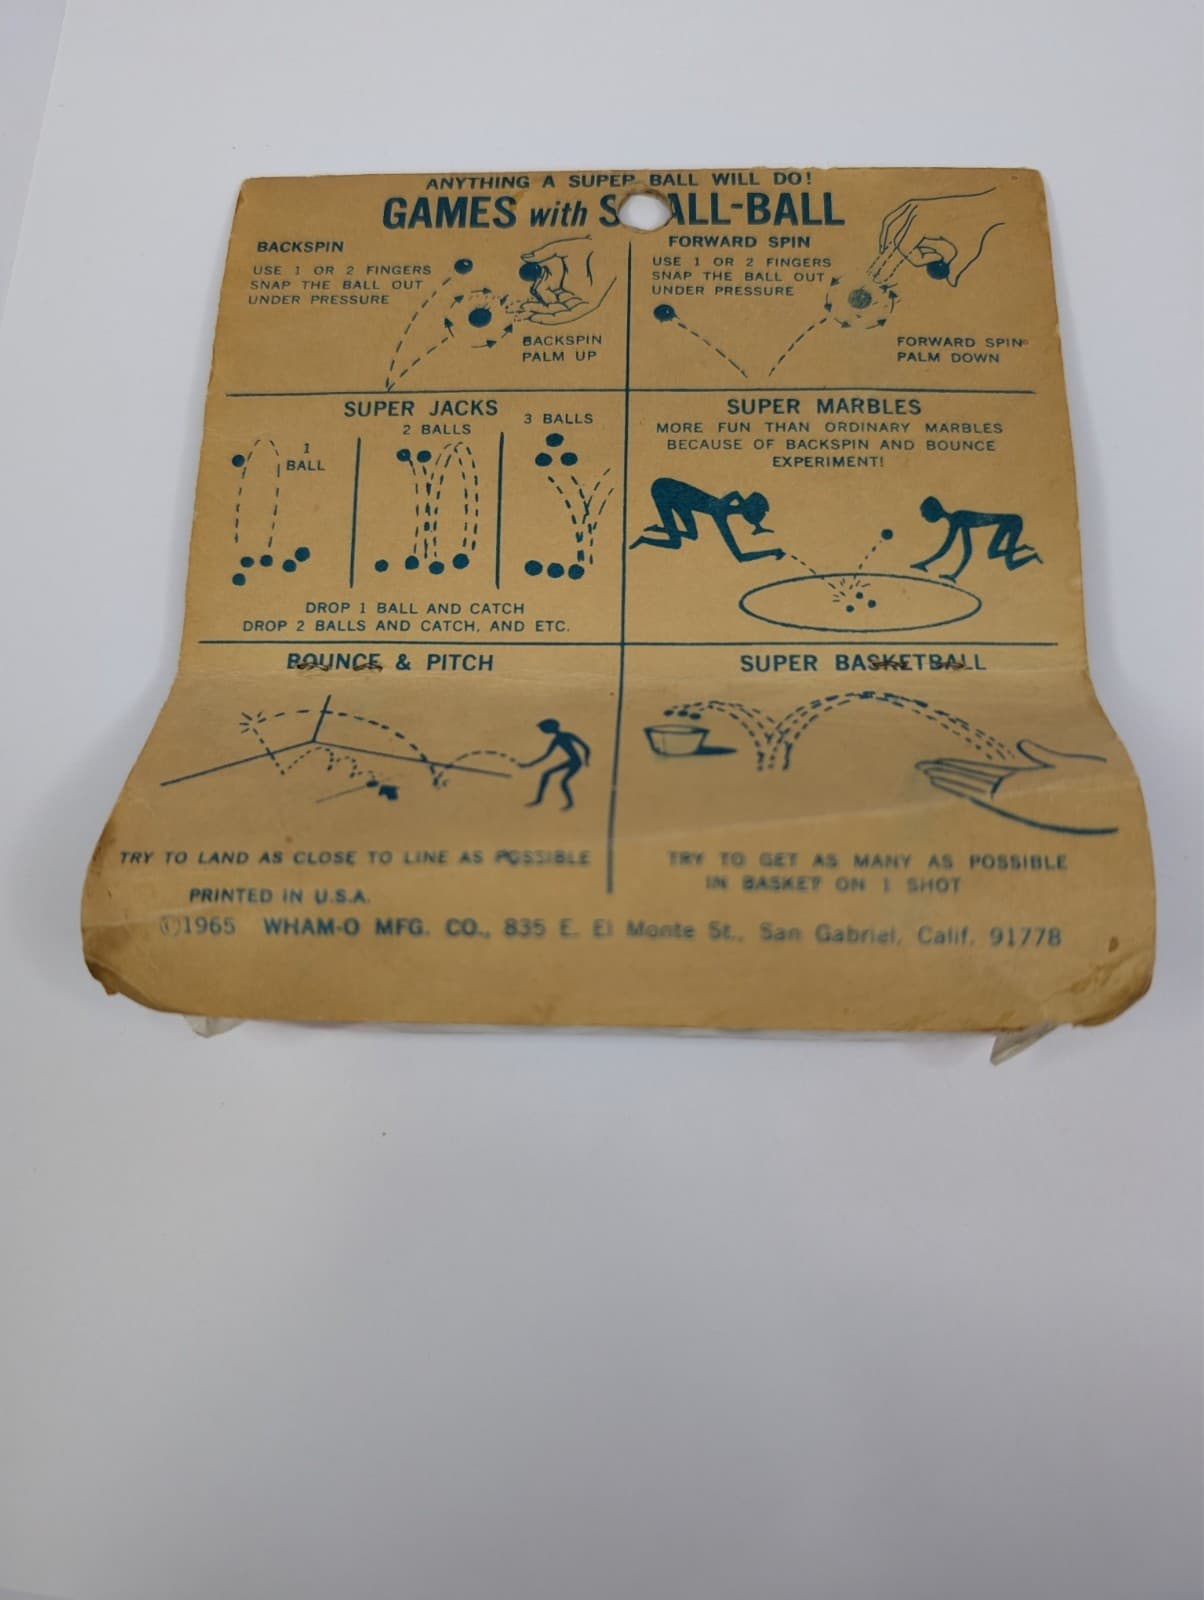 ANYTHING A SUPER BALL WILL DO!
GAMES with S ALL-BALL
BACKSPIN
USE 1 OR 2 FINGERS
SNAP THE BALL OUT
UNDER PRESSURE
BACKSPIN
PALM UP
FORWARD SPIN
USE 1 OR 2 FINGERS
SNAP THE BALL OUT
UNDER PRESSURE
FORWARD SPIN
PALM DOWN
SUPER JACKS
1
BALL
2 BALLS
3 BALLS
DROP 1 BALL AND CATCH
DROP 2 BALLS AND CATCH, AND ETC.
SUPER MARBLES
MORE FUN THAN ORDINARY MARBLES
BECAUSE OF BACKSPIN AND BOUNCE
EXPERIMENT!
BOUNCE & PITCH
TRY TO LAND AS CLOSE TO LINE AS POSSIBLE
SUPER BASKETBALL
TRY TO GET AS MANY AS POSSIBLE
IN BASKET ON 1 SHOT
PRINTED IN U.S.A.
©1965 WHAM-O MFG. CO., 835 E. El Monte St., San Gabriel, Calif. 91778